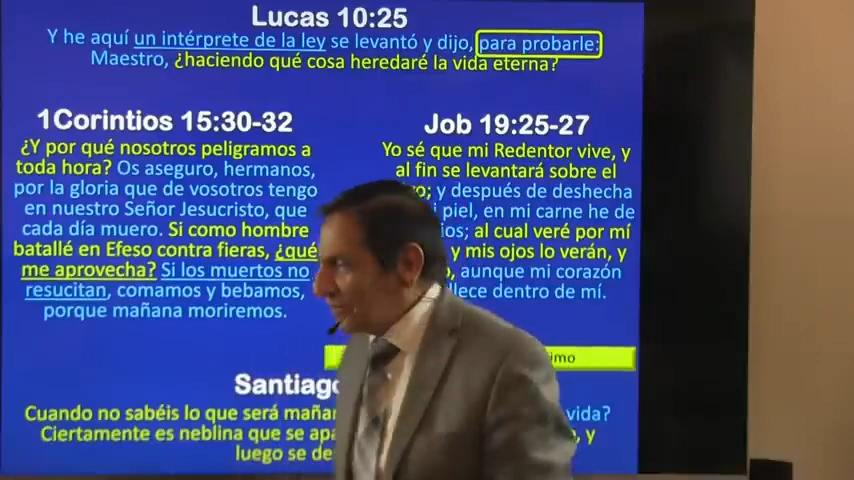 Lucas 10:25
Y he aquí un intérprete de la ley se levantó y dijo, para probarle:
Maestro, ¿haciendo qué cosa heredaré la vida eterna?
1Corintios 15:30-32
¿Y por qué nosotros peligramos a
toda hora? Os aseguro, hermanos,
por la gloria que de vosotros tengo
en nuestro Señor Jesucristo, que
cada día muero. Si como hombre
batallé en Efeso contra fieras, ¿qué
me aprovecha? Si los muertos no
resucitan, comamos y bebamos,
porque mañana moriremos.
Job 19:25-27
Yo sé que mi Redentor vive, y
al fin se levantará sobre el
y después de deshecha
piel, en mi carne he de
al cual veré por mí
y mis ojos lo verán, y
aunque mi corazón
dentro de mí.
Santiago
Cuando no sabéis lo que será
vida?
Ciertamente es neblina que se
y
luego se